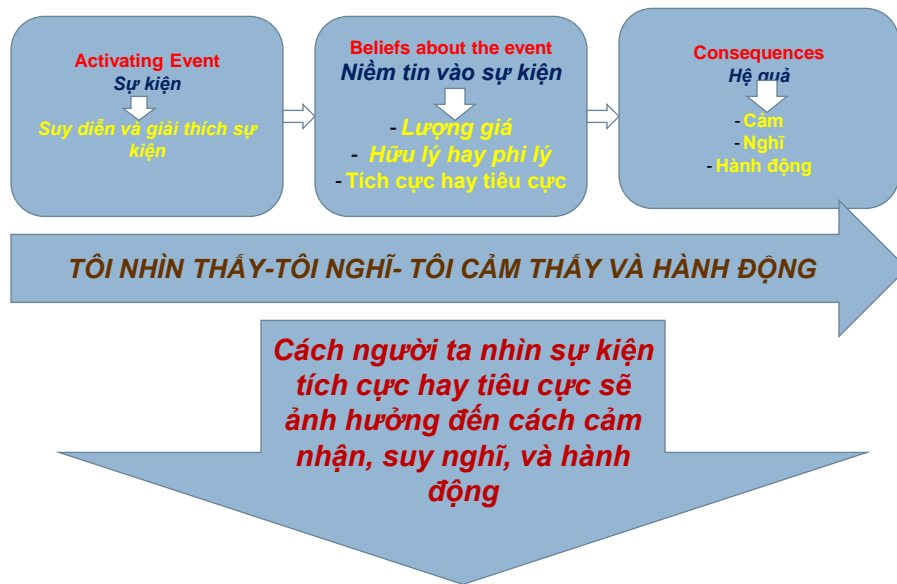 Activating Event
Sự kiện
Suy diễn và giải thích sự
kiện
Beliefs about the event
Niềm tin vào sự kiện
- Lượng giá
- Hữu lý hay phi lý
- Tích cực hay tiêu cực
Consequences
Hệ quả
- Cảm
- Nghĩ
- Hành động
TÔI NHÌN THẤY-TÔI NGHĨ- TÔI CẢM THẤY VÀ HÀNH ĐỘNG
Cách người ta nhìn sự kiện
tích cực hay tiêu cực sẽ
ảnh hưởng đến cách cảm
nhận, suy nghĩ, và hành
động